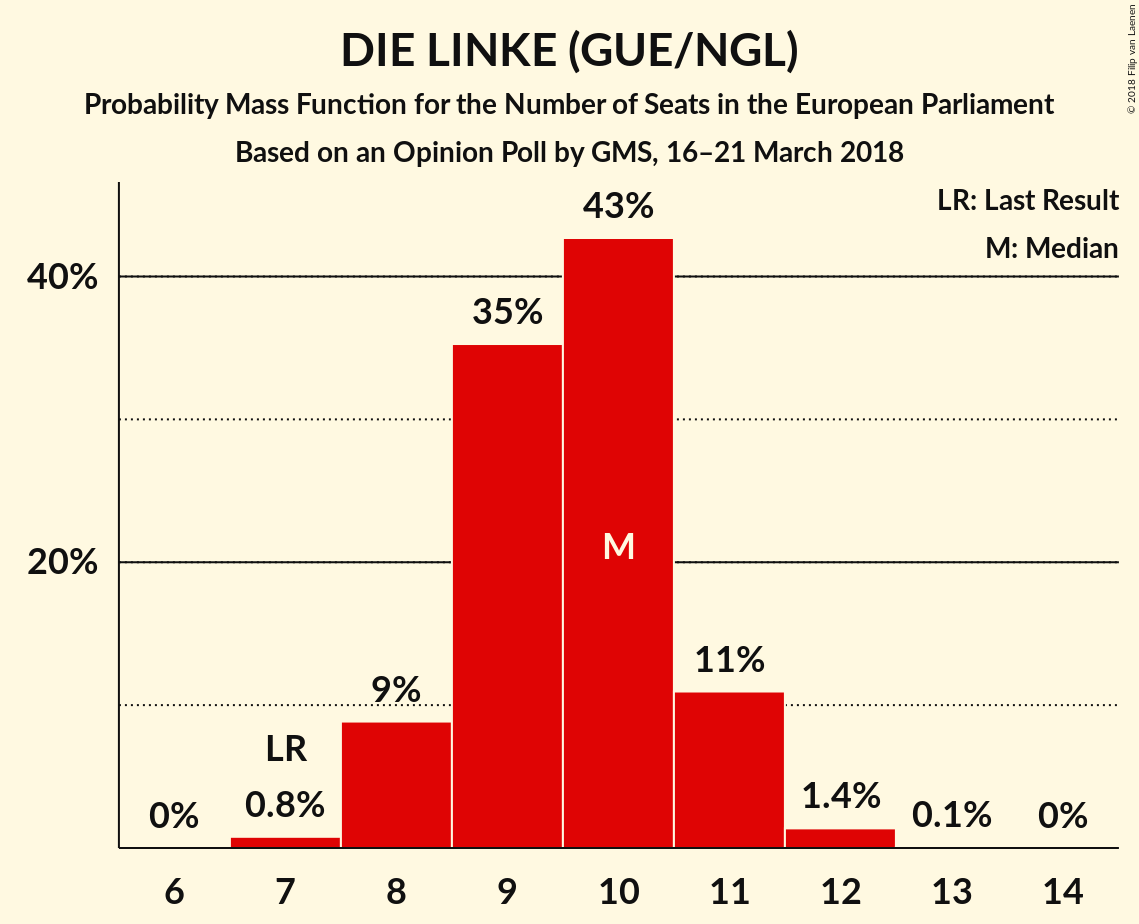 DIE LINKE (GUE/NGL)
Probability Mass Function for the Number of Seats in the European Parliament
Based on an Opinion Poll by GMS, 16–21 March 2018
© 2018 Filip van Laenen
LR: Last Result
M: Median
43%
40%
35%
M
20%
11%
9%
LR
0%
0.8%
1.4%
0.1%
0%
6 7 8 9 10 11 12 13 14